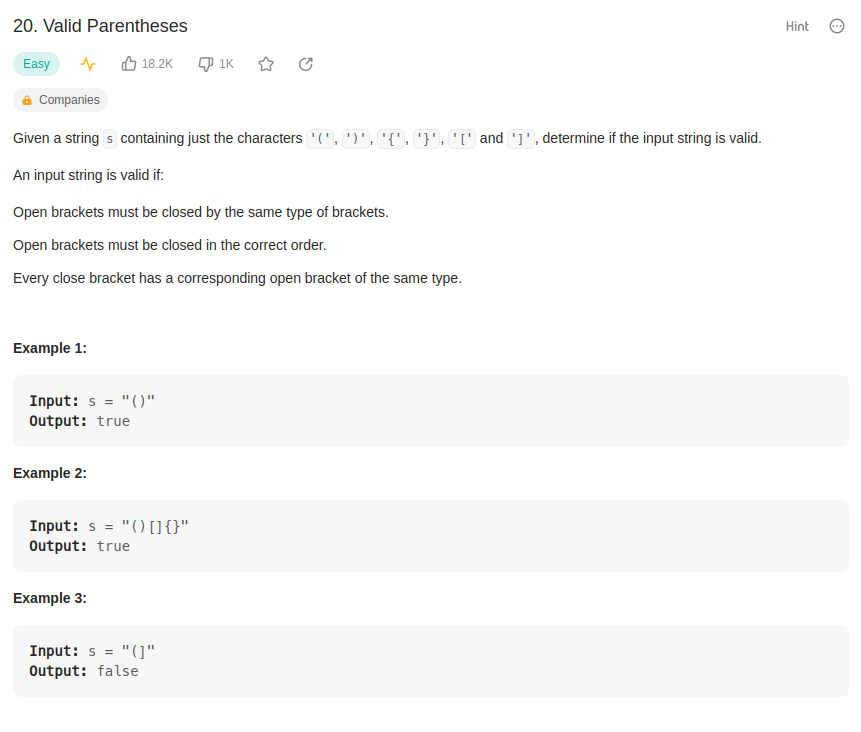 20. Valid Parentheses
Hint
Easy
18.2K
1K
Companies
Given a string s containing just the characters '(', ')', '{', '}', '[' and ']', determine if the input string is valid.
An input string is valid if:
Open brackets must be closed by the same type of brackets.
Open brackets must be closed in the correct order.
Every close bracket has a corresponding open bracket of the same type.
Example 1:
Input: s = "()"
Output: true
Example 2:
Input: s = "()[]{}"
Output: true
Example 3:
Input: s = "(]"
Output: false